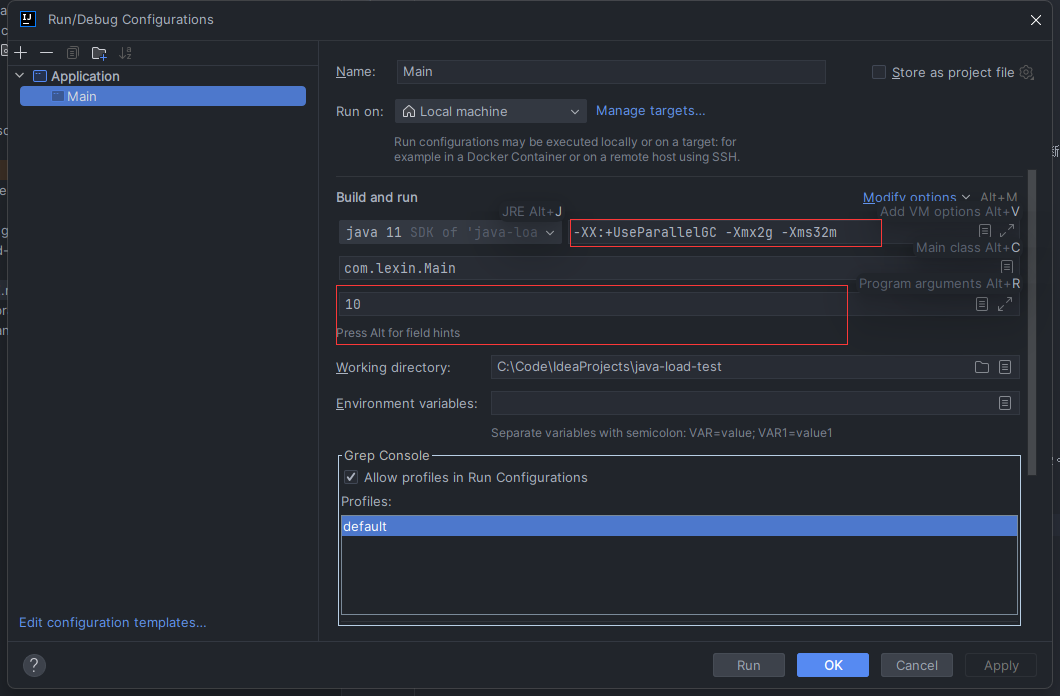 Run/Debug Configurations
Application
Main
Name:
Main
Store as project file
Run on:
Local machine
Manage targets...
Run configurations may be executed locally or on a target: for
example in a Docker Container or on a remote host using SSH.
Build and run
Modify options
Alt+M
JRE Alt+J
Add VM options Alt+V
java 11 SDK of 'java-loa
-XX:+UseParallelGC -Xmx2g -Xms32m
Main class Alt+C
com.lexin.Main
Program arguments Alt+R
10
Press Alt for field hints
Working directory:
C:\Code\IdeaProjects\java-load-test
Environment variables:
Separate variables with semicolon: VAR=value; VAR1=value1
Grep Console
Allow profiles in Run Configurations
Profiles:
default
Edit configuration templates...
?
Run
OK
Cancel
Apply